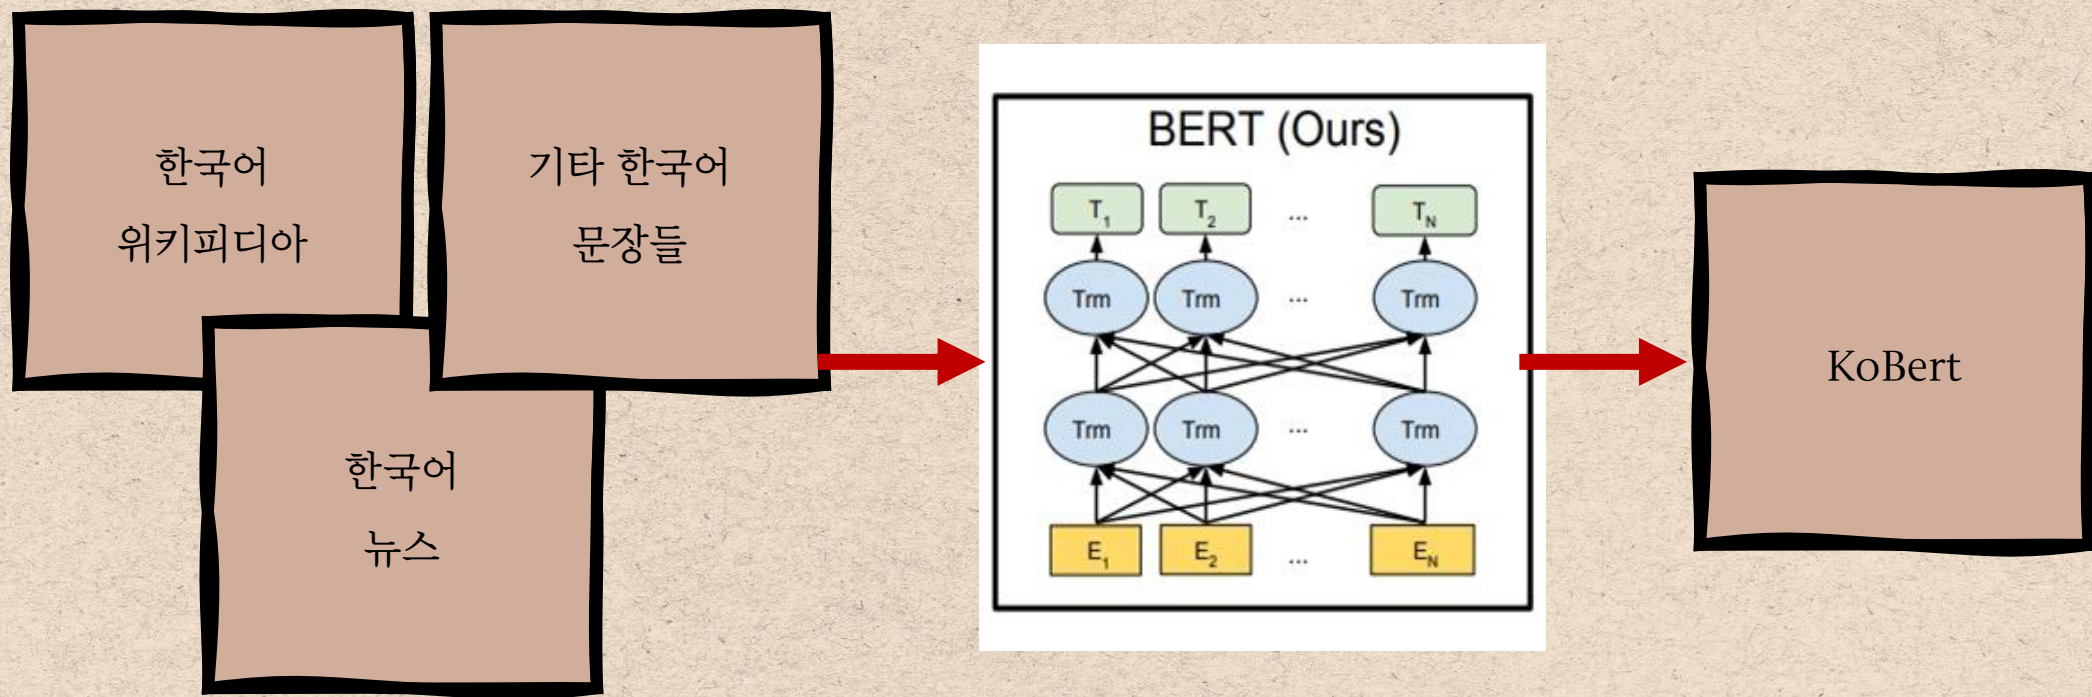 한국어
위키피디아
기타 한국어
문장들
한국어
뉴스
BERT (Ours)
T1 T2 ... TN
Trm Trm ... Trm
Trm Trm ... Trm
E1 E2 ... EN
KoBert